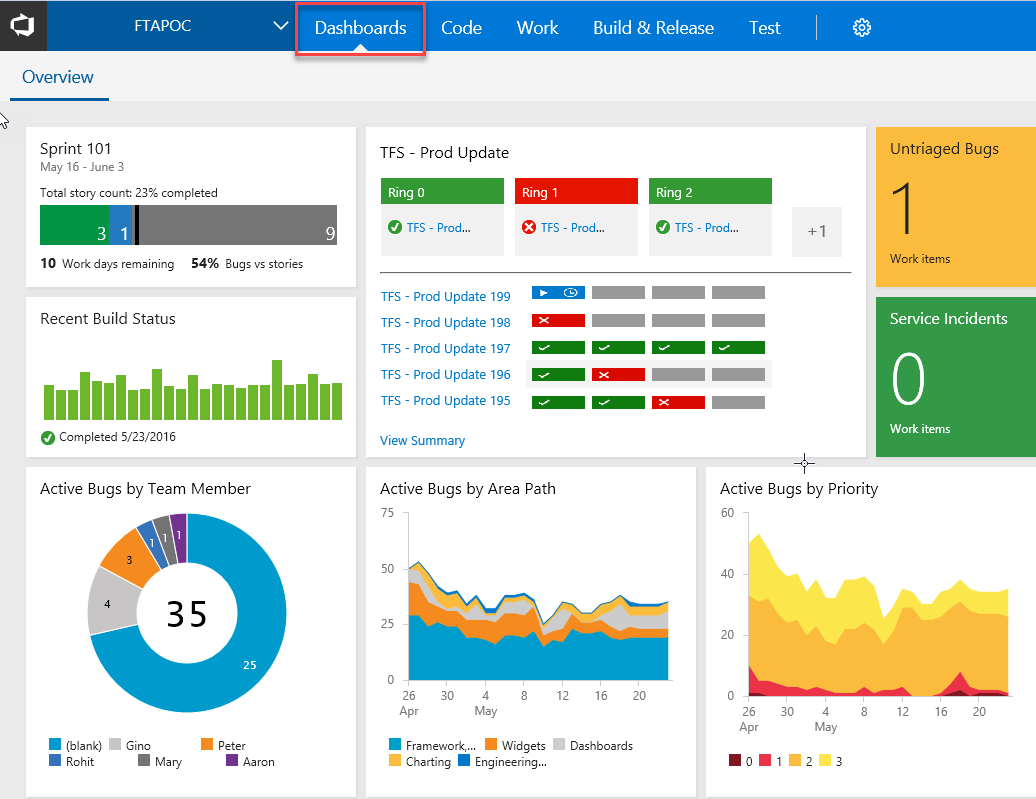 FTAPOC
Dashboards
Code
Work
Build & Release
Test
Overview
Sprint 101
May 16 - June 3
Total story count: 23% completed
3
1
9
10 Work days remaining 54% Bugs vs stories
TFS - Prod Update
Ring 0
Ring 1
Ring 2
TFS - Prod...
TFS - Prod...
TFS - Prod...
+1
TFS - Prod Update 199
TFS - Prod Update 198
TFS - Prod Update 197
TFS - Prod Update 196
TFS - Prod Update 195
View Summary
Untriaged Bugs
1
Work items
Recent Build Status
Completed 5/23/2016
Service Incidents
0
Work items
Active Bugs by Team Member
1
1
1
3
4
35
25
(blank) Gino Peter
Rohit Mary Aaron
Active Bugs by Area Path
75
50
25
0
26 30 4 8 12 16 20
Apr May
Framework,... Widgets Dashboards
Charting Engineering...
Active Bugs by Priority
60
40
20
0
26 30 4 8 12 16 20
Apr May
0 1 2 3